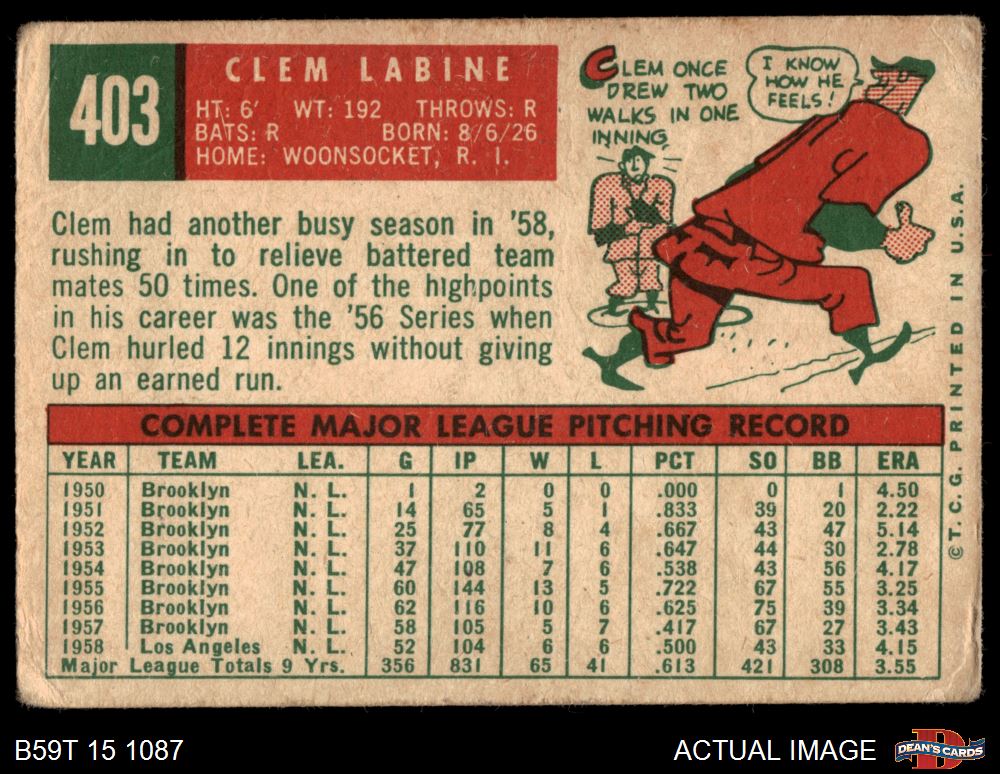 403
CLEM LABINE
HT: 6' WT: 192 THROWS: R
BATS: R BORN: 8/6/26
HOME: WOONSOCKET, R. I.
CLEM ONCE
DREW TWO
WALKS IN ONE
INNING
I KNOW
HOW HE
FEELS!
Clem had another busy season in '58,
rushing in to relieve battered team
mates 50 times. One of the highpoints
in his career was the '56 Series when
Clem hurled 12 innings without giving
up an earned run.
COMPLETE MAJOR LEAGUE PITCHING RECORD
YEAR TEAM LEA. G IP W L PCT SO BB ERA
1950 Brooklyn N. L. 1 2 0 0 .000 0 1 4.50
1951 Brooklyn N. L. 14 65 5 1 .833 39 20 2.22
1952 Brooklyn N. L. 25 77 8 4 .667 43 47 5.14
1953 Brooklyn N. L. 37 110 11 6 .647 44 30 2.78
1954 Brooklyn N. L. 47 108 7 6 .538 43 56 4.17
1955 Brooklyn N. L. 60 144 13 5 .722 67 55 3.25
1956 Brooklyn N. L. 62 116 10 6 .625 75 39 3.34
1957 Brooklyn N. L. 58 105 5 7 .417 67 27 3.43
1958 Los Angeles N. L. 52 104 6 6 .500 43 33 4.15
Major League Totals 9 Yrs. 356 831 65 41 .613 421 308 3.55
© T. C. G. PRINTED IN U.S.A.
B59T 15 1087
ACTUAL IMAGE
D
DEAN'S CARDS